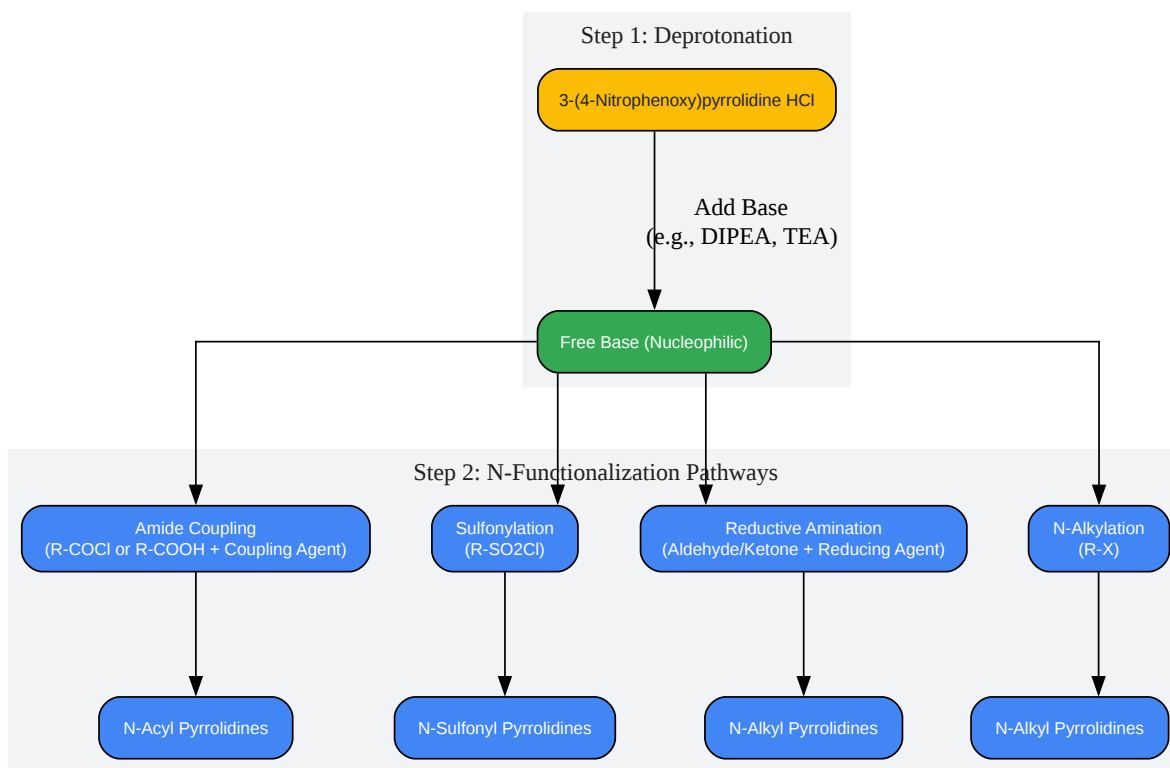 Step 1: Deprotonation
3-(4-Nitrophenoxy)pyrrolidine HCl
Add Base
(e.g., DIPEA, TEA)
Free Base (Nucleophilic)
Step 2: N-Functionalization Pathways
Amide Coupling
(R-COCl or R-COOH + Coupling Agent)
Sulfonylation
(R-SO2Cl)
Reductive Amination
(Aldehyde/Ketone + Reducing Agent)
N-Alkylation
(R-X)
N-Acyl Pyrrolidines
N-Sulfonyl Pyrrolidines
N-Alkyl Pyrrolidines
N-Alkyl Pyrrolidines